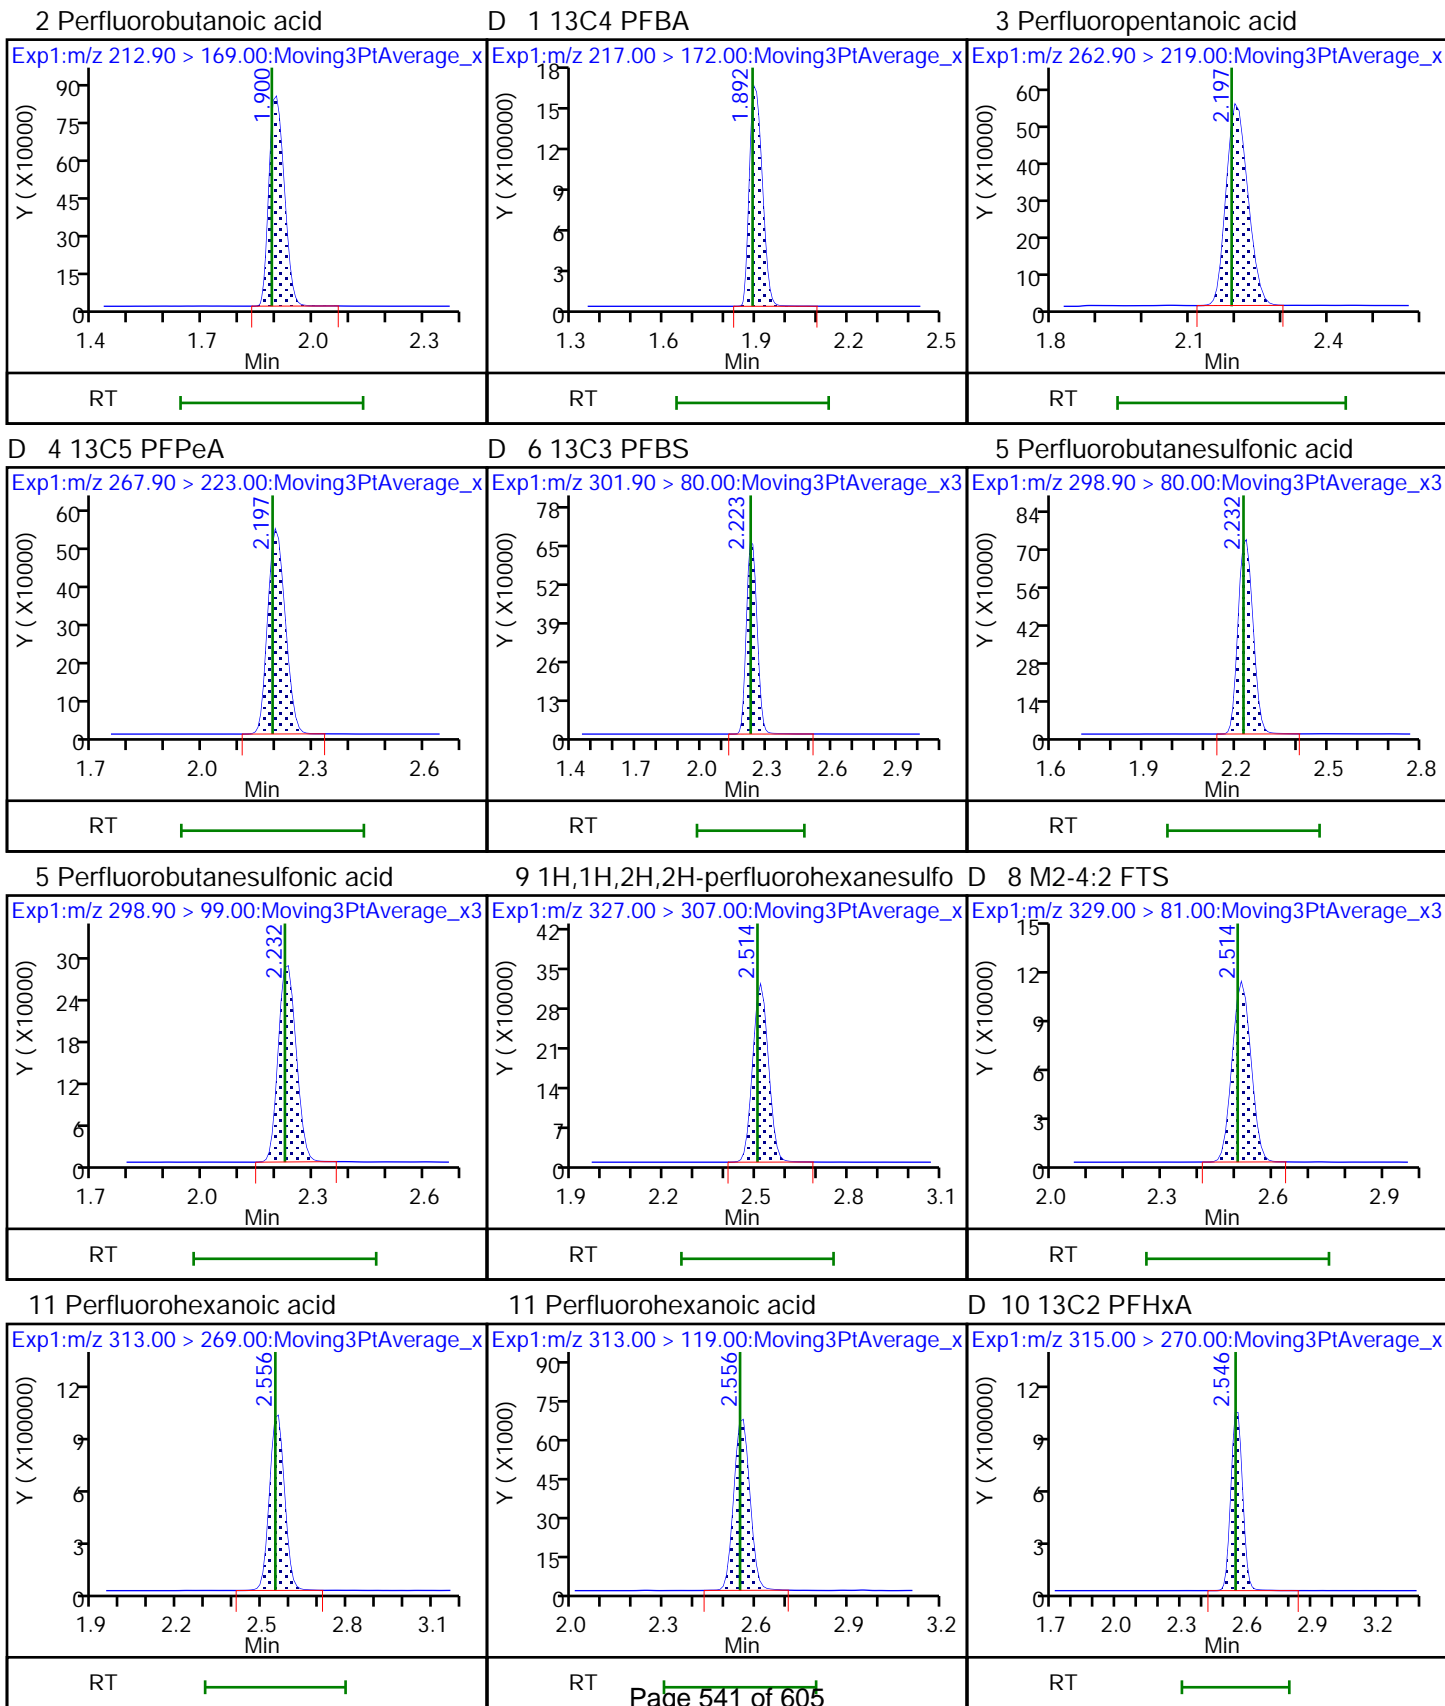 2 Perfluorobutanoic acid
Exp1:m/z 212.90 > 169.00:Moving3PtAverage_x
Y ( X10000)
90
75
60
45
30
15
0
1.900
1.4 1.7 2.0 2.3
Min
RT
D 1 13C4 PFBA
Exp1:m/z 217.00 > 172.00:Moving3PtAverage_x
Y ( X100000)
18
15
12
9
6
3
0
1.892
1.3 1.6 1.9 2.2 2.5
Min
RT
3 Perfluoropentanoic acid
Exp1:m/z 262.90 > 219.00:Moving3PtAverage_x
Y ( X10000)
60
50
40
30
20
10
0
2.197
1.8 2.1 2.4
Min
RT
D 4 13C5 PFPeA
Exp1:m/z 267.90 > 223.00:Moving3PtAverage_x
Y ( X10000)
60
50
40
30
20
10
0
2.197
1.7 2.0 2.3 2.6
Min
RT
D 6 13C3 PFBS
Exp1:m/z 301.90 > 80.00:Moving3PtAverage_x3
Y ( X10000)
78
65
52
39
26
13
0
2.223
1.4 1.7 2.0 2.3 2.6 2.9
Min
RT
5 Perfluorobutanesulfonic acid
Exp1:m/z 298.90 > 80.00:Moving3PtAverage_x3
Y ( X10000)
84
70
56
42
28
14
0
2.232
1.6 1.9 2.2 2.5 2.8
Min
RT
5 Perfluorobutanesulfonic acid
Exp1:m/z 298.90 > 99.00:Moving3PtAverage_x3
Y ( X10000)
30
24
18
12
6
0
2.232
1.7 2.0 2.3 2.6
Min
RT
9 1H,1H,2H,2H-perfluorohexanesulfo
Exp1:m/z 327.00 > 307.00:Moving3PtAverage_x
Y ( X10000)
42
35
28
21
14
7
0
2.514
1.9 2.2 2.5 2.8 3.1
Min
RT
D 8 M2-4:2 FTS
Exp1:m/z 329.00 > 81.00:Moving3PtAverage_x3
Y ( X10000)
15
12
9
6
3
0
2.514
2.0 2.3 2.6 2.9
Min
RT
11 Perfluorohexanoic acid
Exp1:m/z 313.00 > 269.00:Moving3PtAverage_x
Y ( X100000)
12
9
6
3
0
2.556
1.9 2.2 2.5 2.8 3.1
Min
RT
11 Perfluorohexanoic acid
Exp1:m/z 313.00 > 119.00:Moving3PtAverage_x
Y ( X1000)
90
75
60
45
30
15
0
2.556
2.0 2.3 2.6 2.9 3.2
Min
RT
D 10 13C2 PFHxA
Exp1:m/z 315.00 > 270.00:Moving3PtAverage_x
Y ( X100000)
12
9
6
3
0
2.546
1.7 2.0 2.3 2.6 2.9 3.2
Min
RT
Page 541 of 605